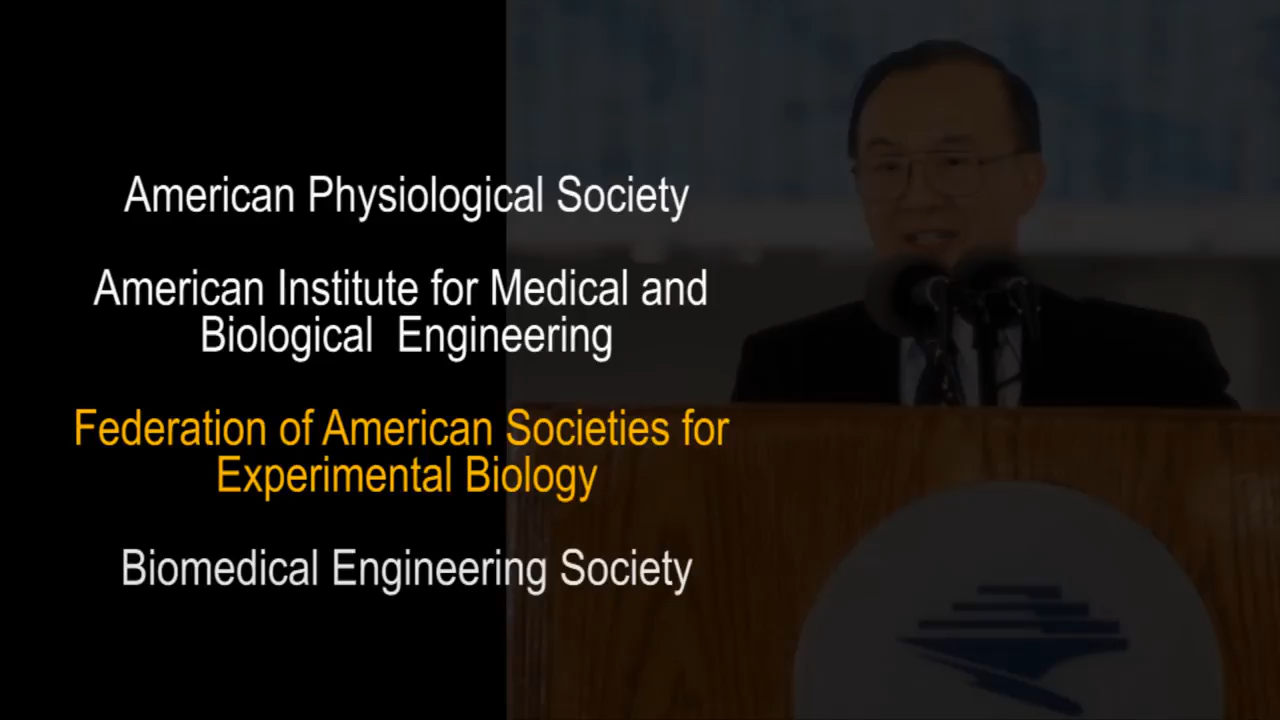 American Physiological Society
American Institute for Medical and
Biological Engineering
Federation of American Societies for
Experimental Biology
Biomedical Engineering Society